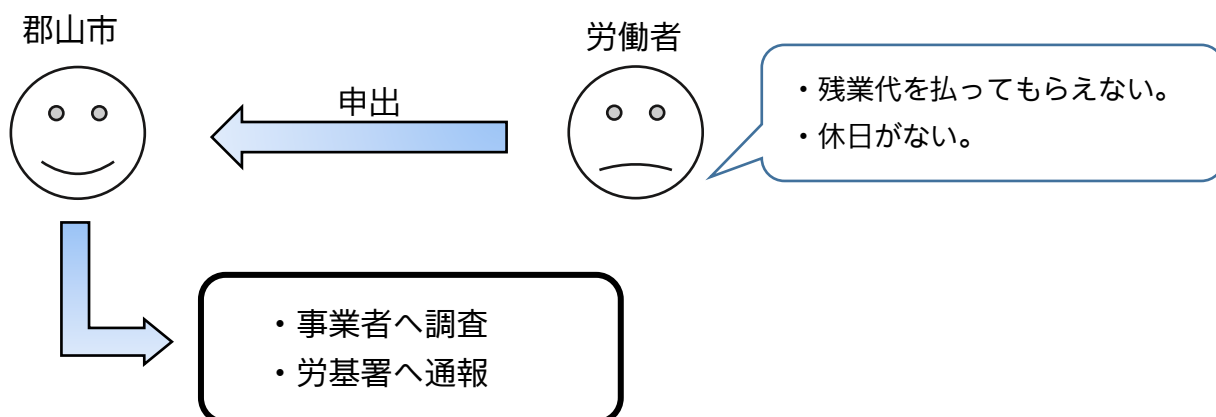 郡山市
労働者
申出
・残業代を払ってもらえない。
・休日がない。
・事業者へ調査
・労基署へ通報